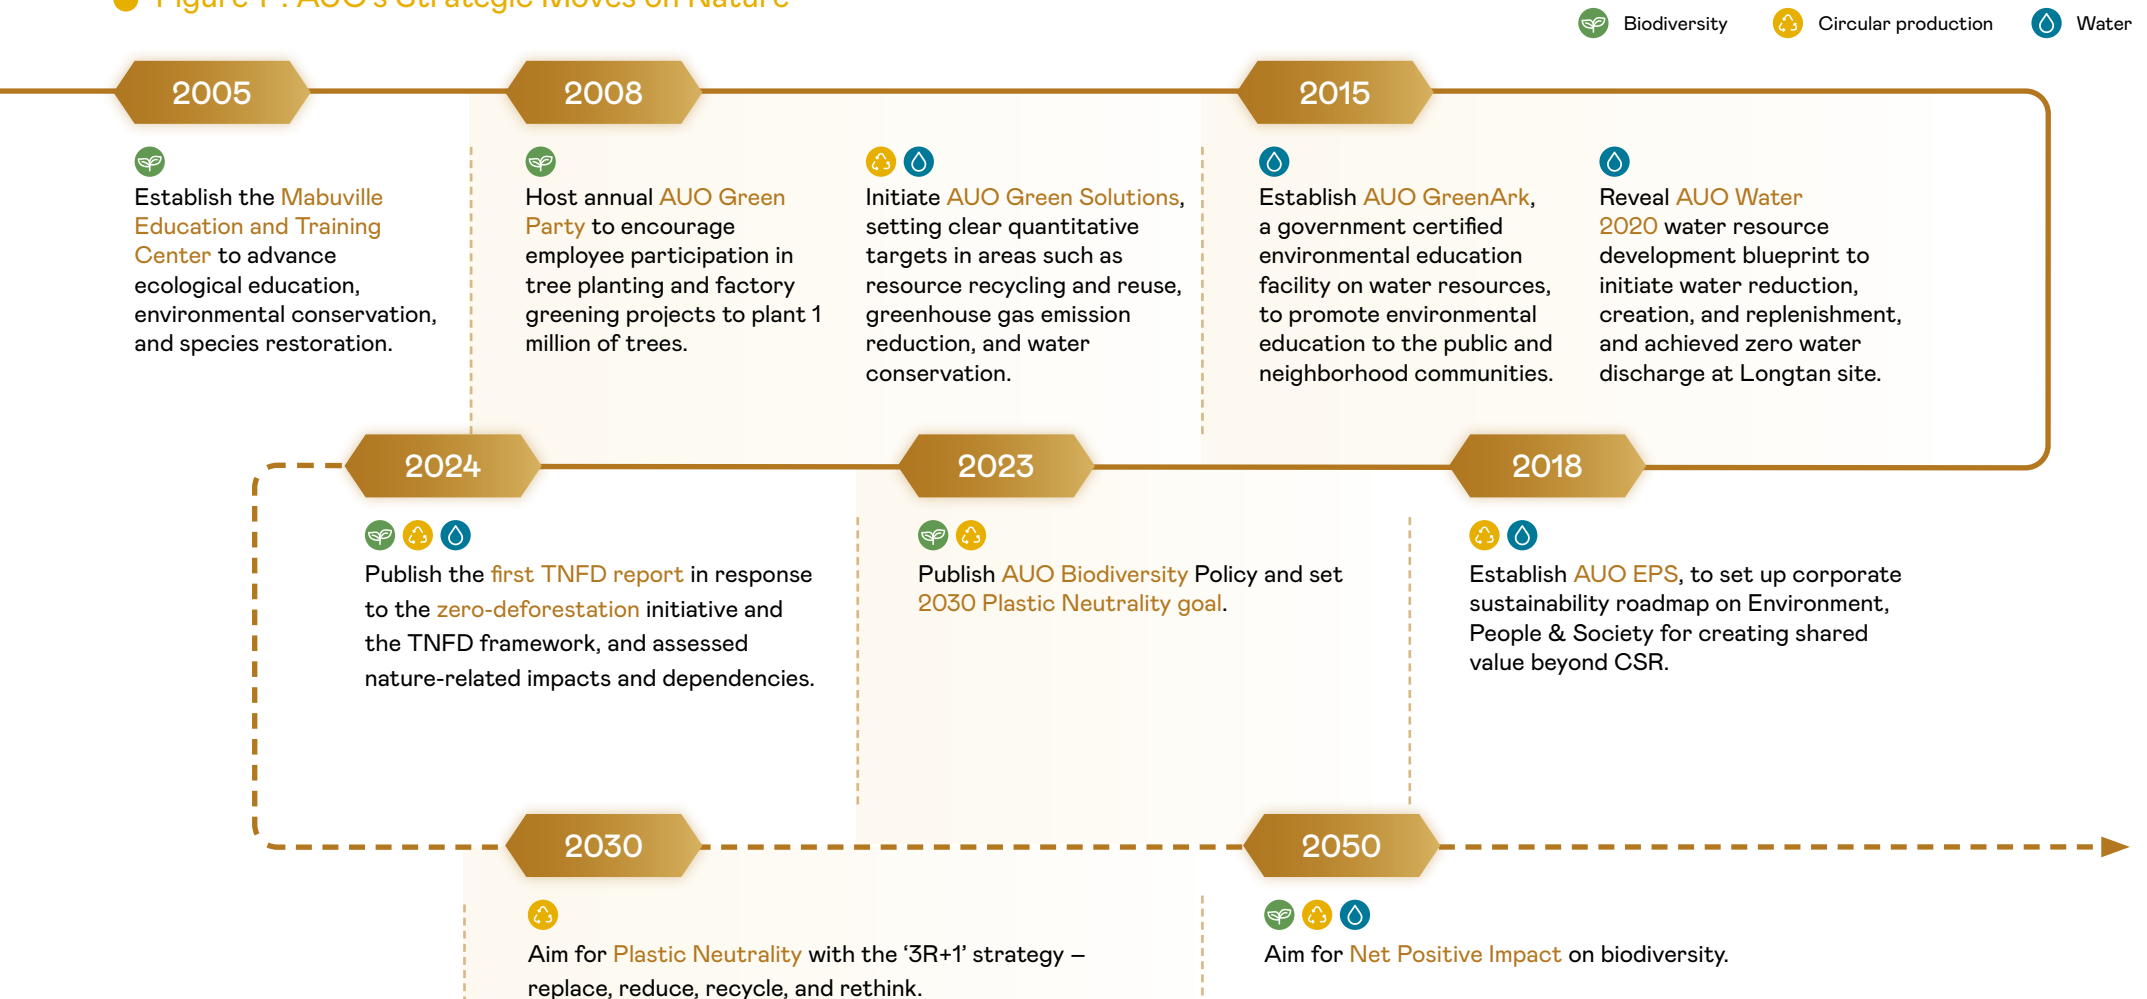 Figure 1 : AUO's Strategic Moves on Nature
Biodiversity
Circular production
Water
2005
Establish the Mabuville
Education and Training
Center to advance
ecological education,
environmental conservation,
and species restoration.
2008
Host annual AUO Green
Party to encourage
employee participation in
tree planting and factory
greening projects to plant 1
million of trees.
Initiate AUO Green Solutions,
setting clear quantitative
targets in areas such as
resource recycling and reuse,
greenhouse gas emission
reduction, and water
conservation.
2015
Establish AUO GreenArk,
a government certified
environmental education
facility on water resources,
to promote environmental
education to the public and
neighborhood communities.
Reveal AUO Water
2020 water resource
development blueprint to
initiate water reduction,
creation, and replenishment,
and achieved zero water
discharge at Longtan site.
2018
Establish AUO EPS, to set up corporate
sustainability roadmap on Environment,
People & Society for creating shared
value beyond CSR.
2023
Publish AUO Biodiversity Policy and set
2030 Plastic Neutrality goal.
2024
Publish the first TNFD report in response
to the zero-deforestation initiative and
the TNFD framework, and assessed
nature-related impacts and dependencies.
2030
Aim for Plastic Neutrality with the ‘3R+1’ strategy –
replace, reduce, recycle, and rethink.
2050
Aim for Net Positive Impact on biodiversity.